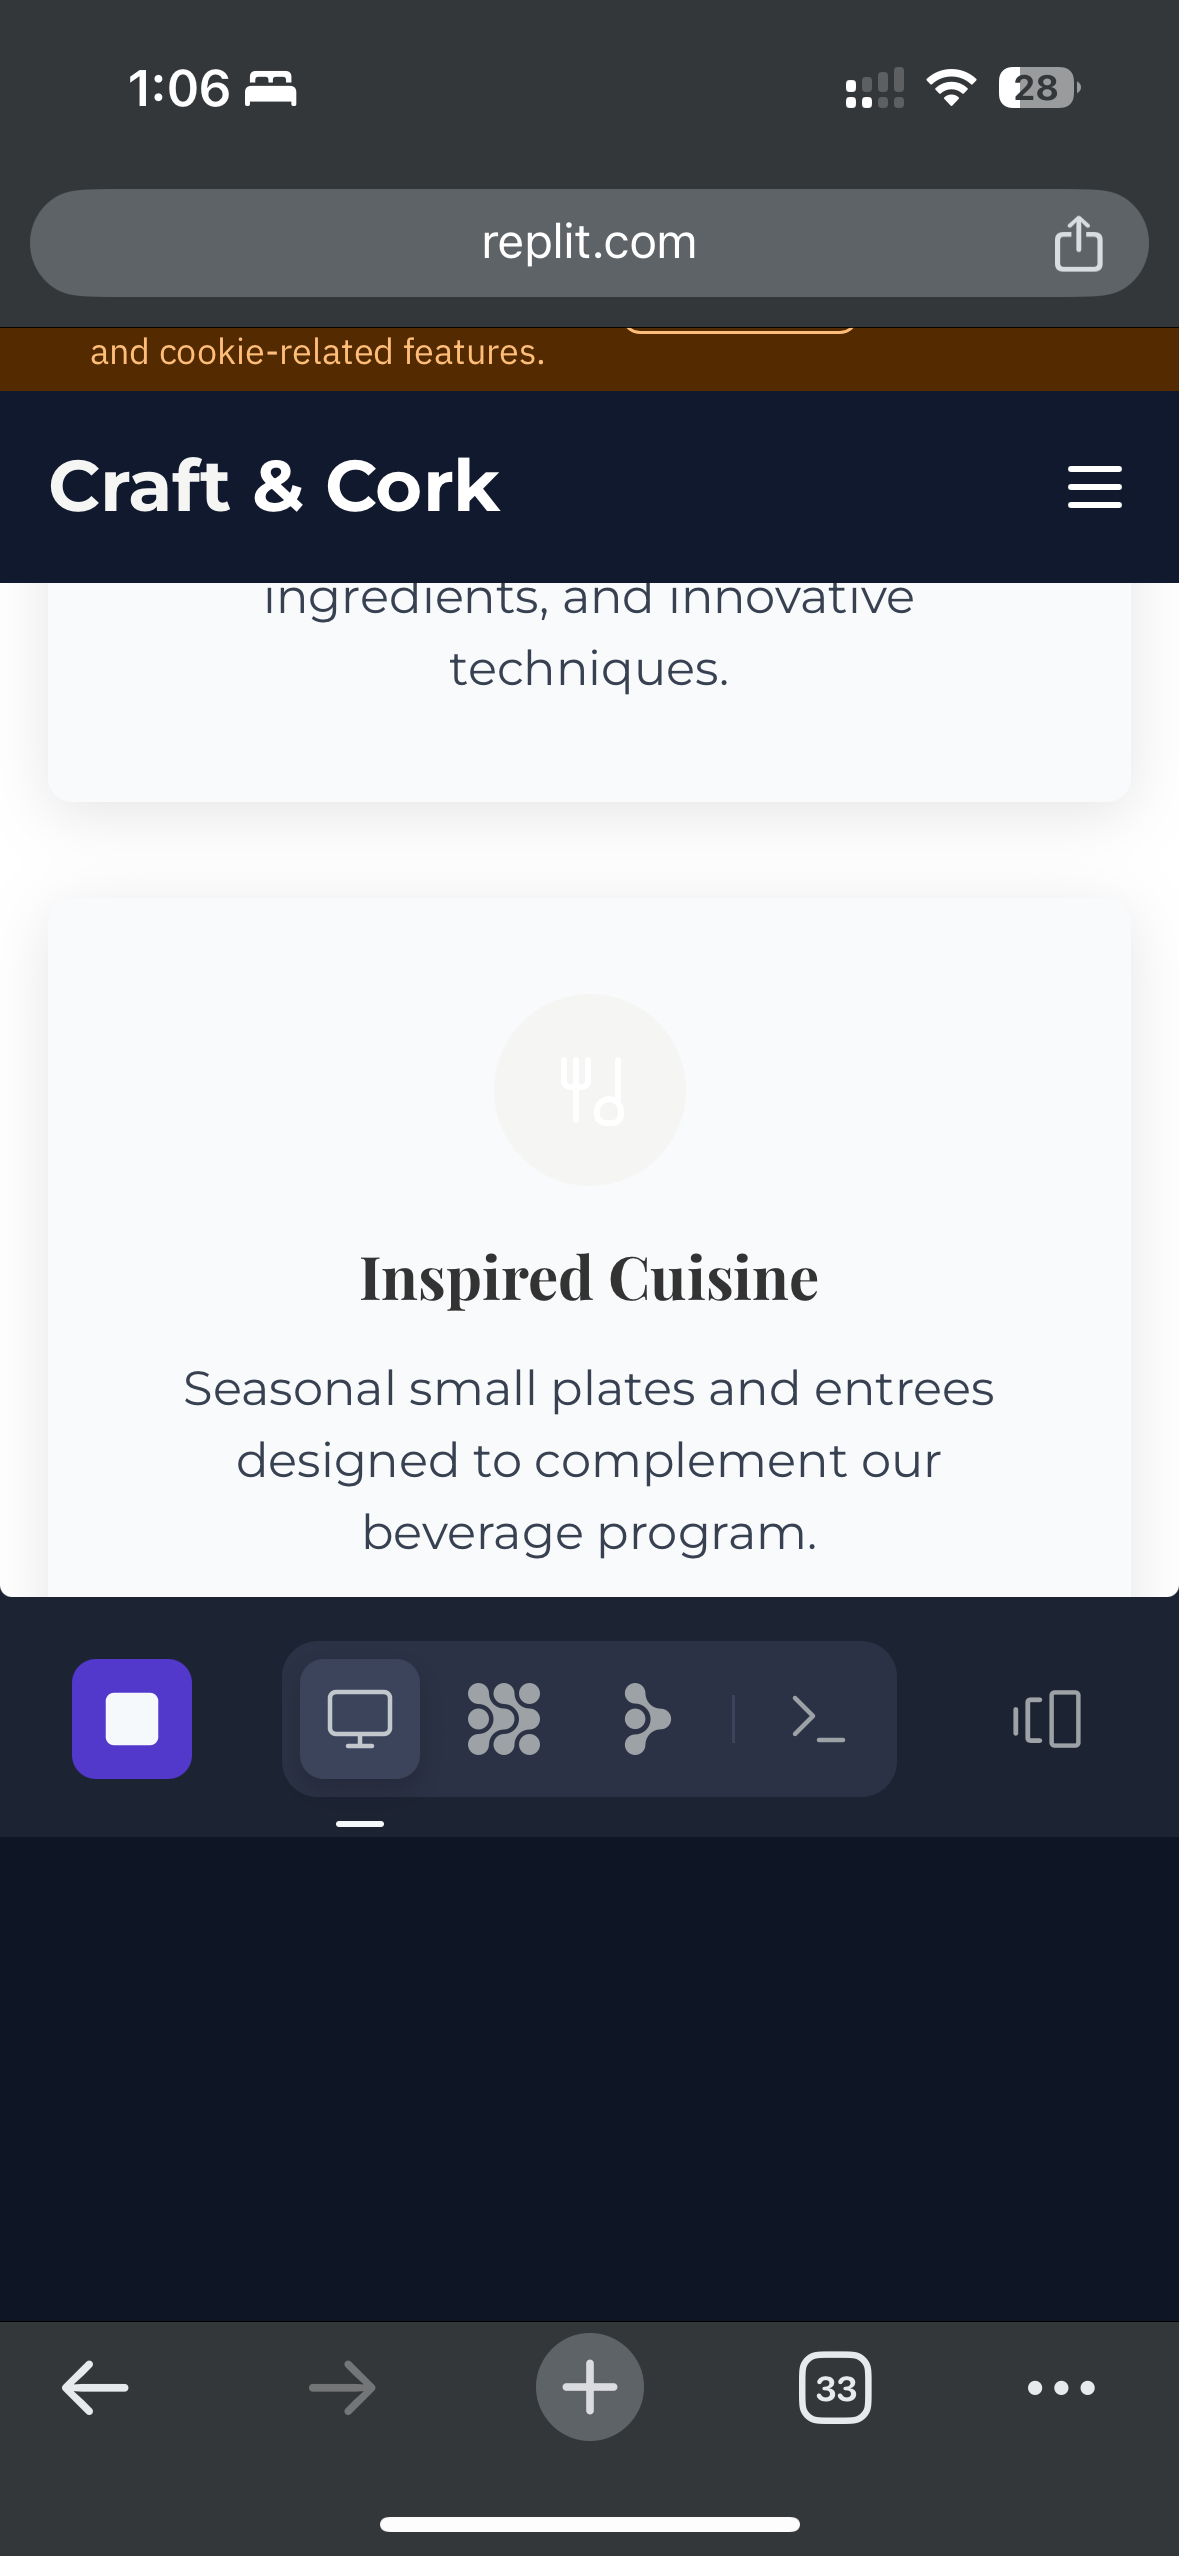 1:06
28
replit.com
and cookie-related features.
Craft & Cork
ingredients, and innovative
techniques.
Inspired Cuisine
Seasonal small plates and entrees
designed to complement our
beverage program.
33